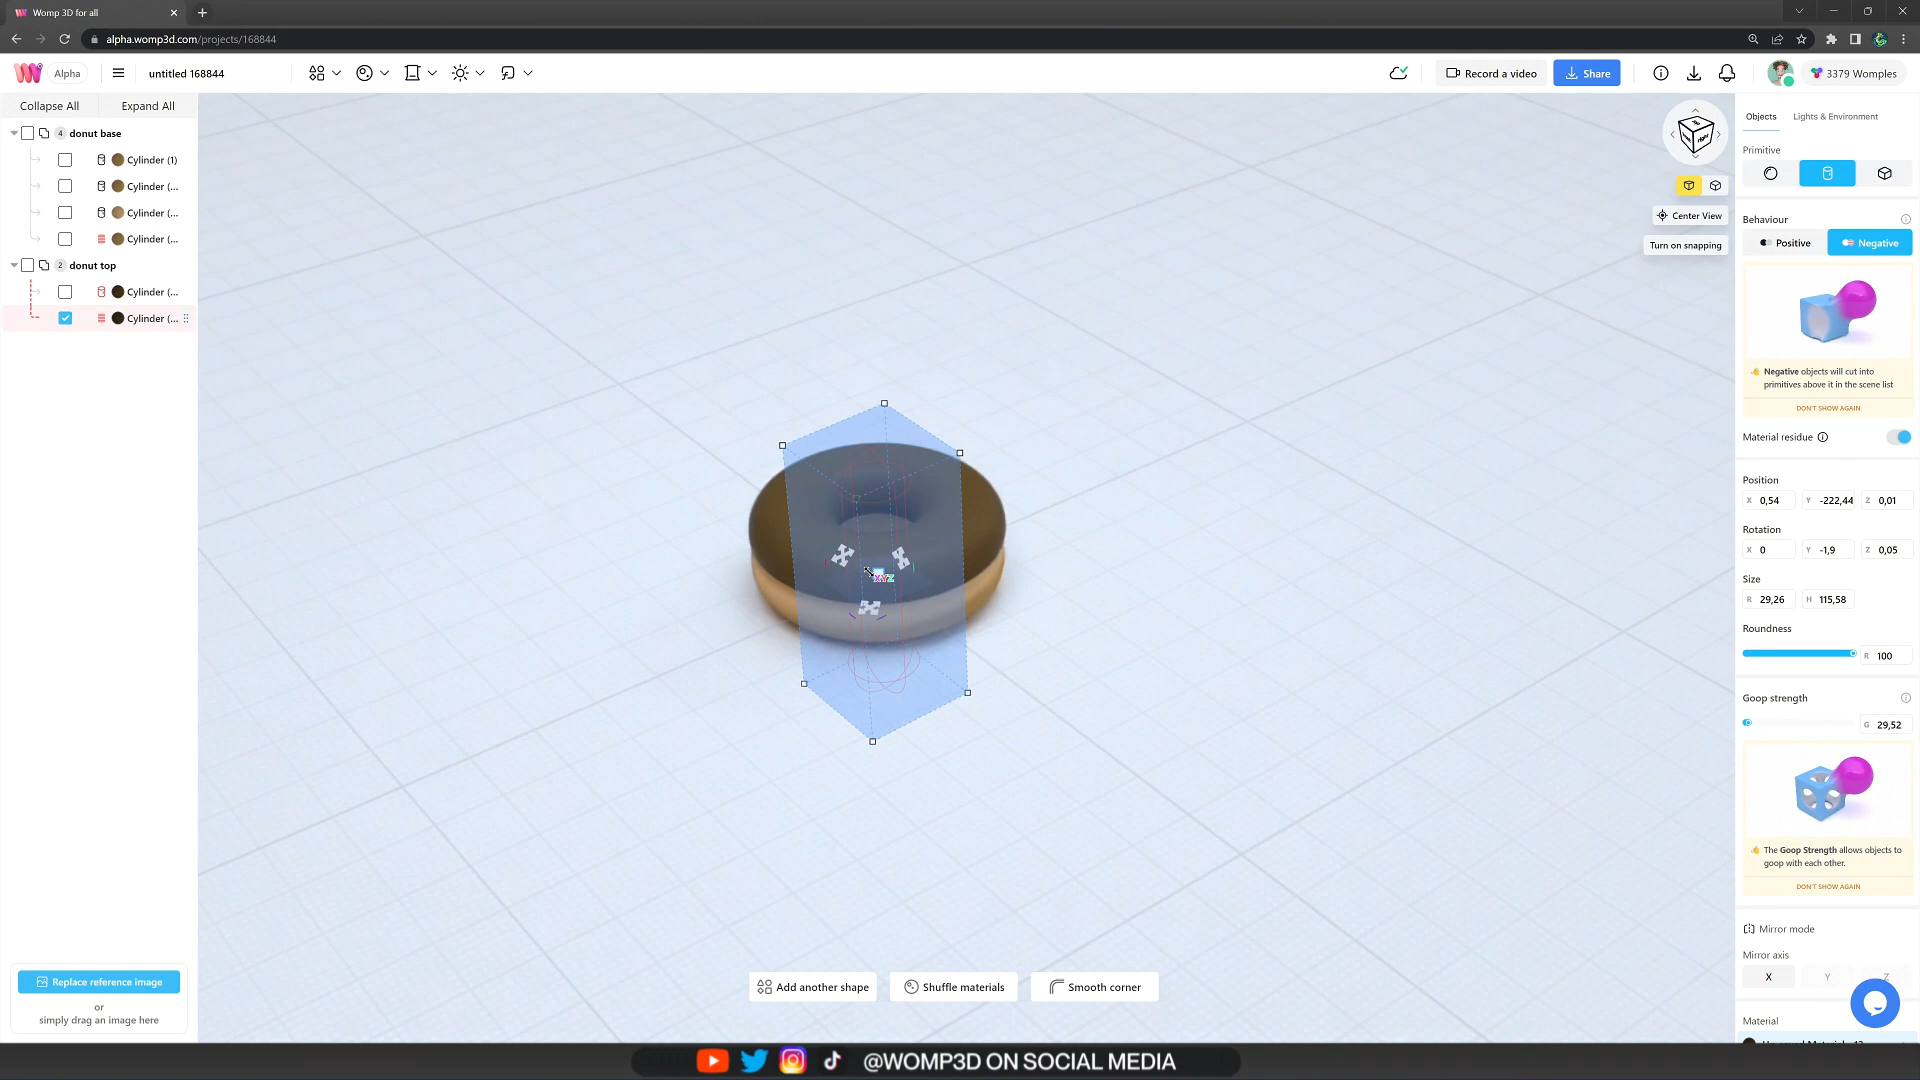 Womp 3D for all
alpha.womp3d.com/projects/168844
Alpha
untitled 168844
Record a video
Share
3379 Womples
Collapse All
Expand All
4 donut base
Cylinder (1)
Cylinder (...
Cylinder (...
Cylinder (...
2 donut top
Cylinder (...
Cylinder (...
XYZ
Center View
Turn on snapping
Objects
Lights & Environment
Primitive
Behaviour
Positive
Negative
Negative objects will cut into
primitives above it in the scene list
DON'T SHOW AGAIN
Material residue
Position
X 0,54 Y -222,44 Z 0,01
Rotation
X 0 Y -1,9 Z 0,05
Size
R 29,26 H 115,58
Roundness
R 100
Goop strength
G 29,52
The Goop Strength allows objects to
goop with each other.
DON'T SHOW AGAIN
Mirror mode
Mirror axis
X Y Z
Material
Replace reference image
or
simply drag an image here
Add another shape
Shuffle materials
Smooth corner
@WOMP3D ON SOCIAL MEDIA